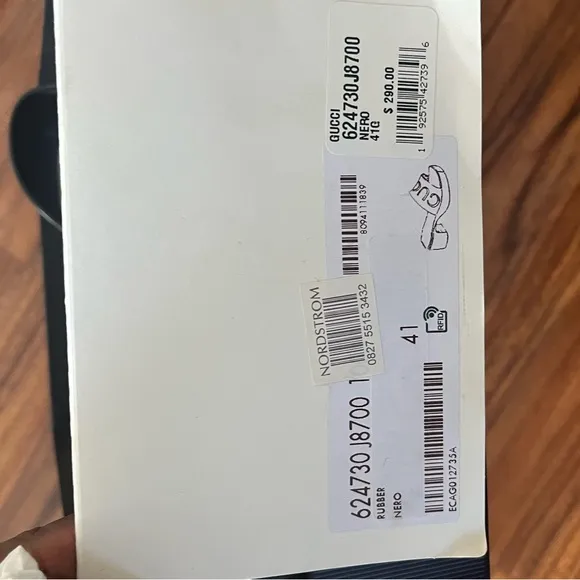 GUCCI
624730J8700
NERO
41G
$ 290.00
1 92575 42739 6
8094111839
NORDSTROM
0827 5515 3432
624730 J8700 10
RUBBER
NERO
41
RFID
ECAG012735A